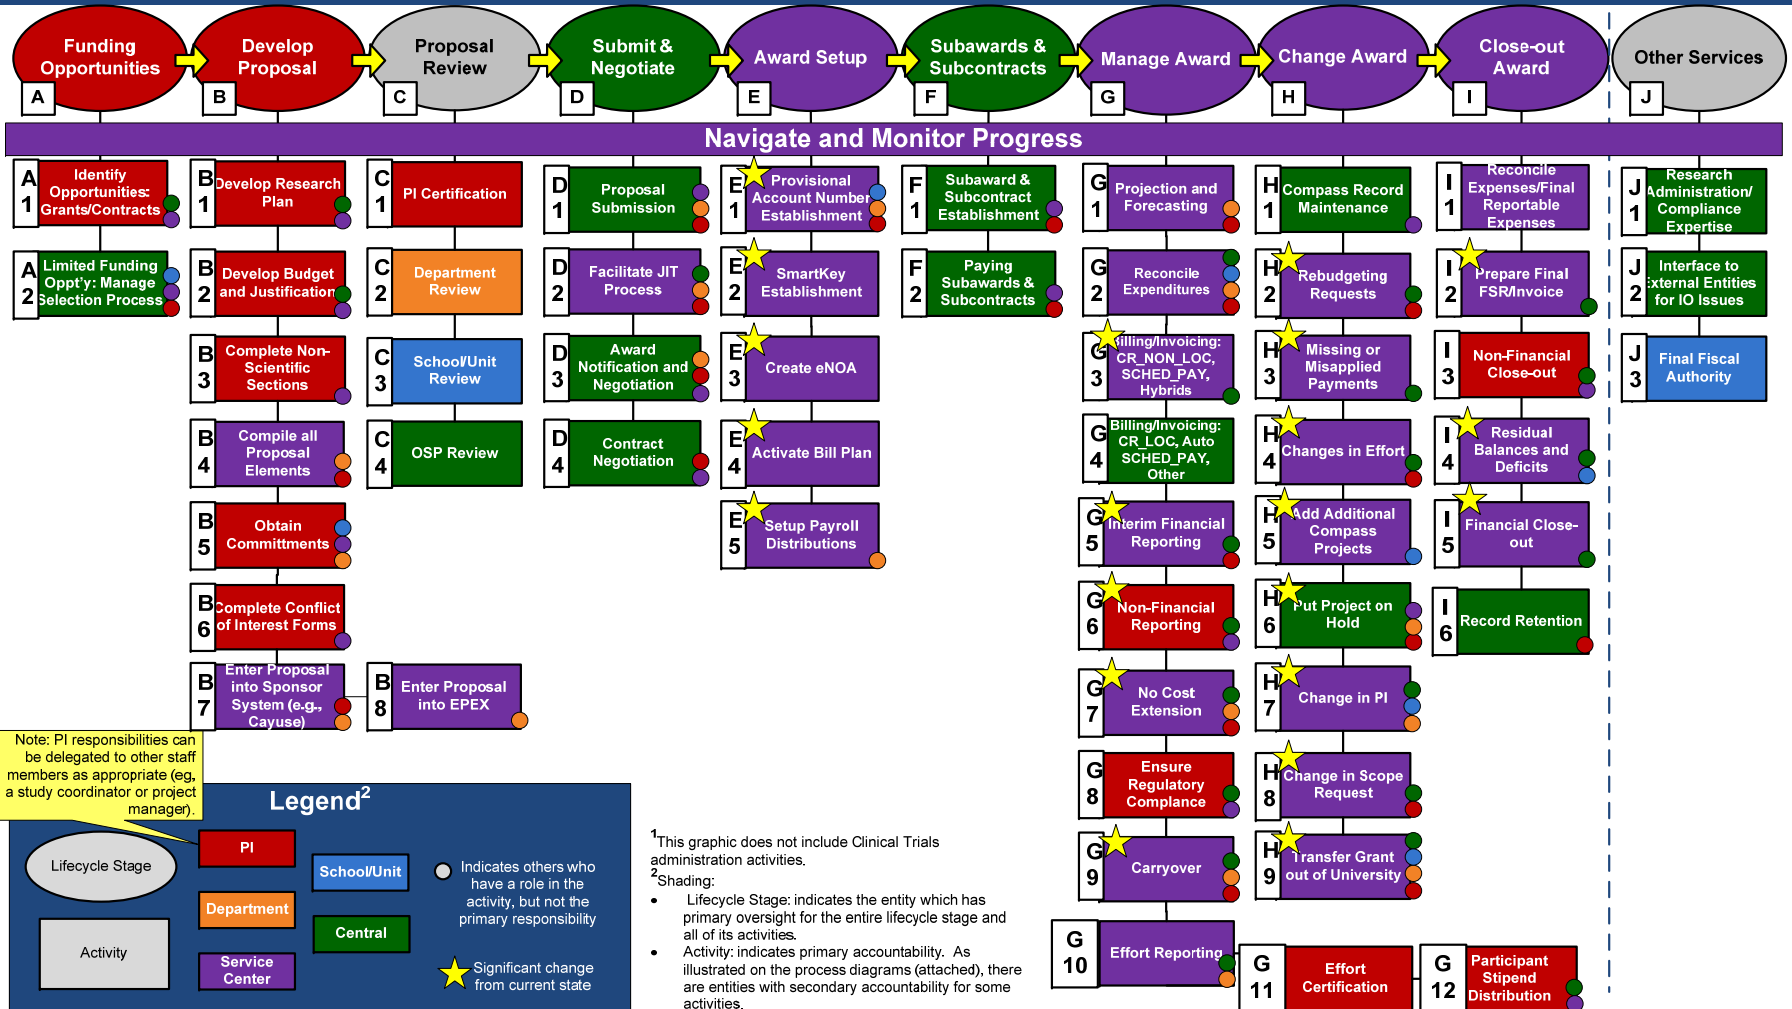 Funding
Opportunities
A
Develop
Proposal
B
Proposal
Review
C
Submit &
Negotiate
D
Award Setup
E
Subawards &
Subcontracts
F
Manage Award
G
Change Award
H
Close-out
Award
I
Other Services
J
Navigate and Monitor Progress
A
1
Identify
Opportunities:
Grants/Contracts
A
2
Limited Funding
Oppt'y: Manage
Selection Process
B
1
Develop Research
Plan
B
2
Develop Budget
and Justification
B
3
Complete Non-
Scientific
Sections
B
4
Compile all
Proposal
Elements
B
5
Obtain
Committments
B
6
Complete Conflict
of Interest Forms
B
7
Enter Proposal
into Sponsor
System (e.g.,
Cayuse)
B
8
Enter Proposal
into EPEX
C
1
PI Certification
C
2
Department
Review
C
3
School/Unit
Review
C
4
OSP Review
D
1
Proposal
Submission
D
2
Facilitate JIT
Process
D
3
Award
Notification and
Negotiation
D
4
Contract
Negotiation
E
1
Provisional
Account Number
Establishment
E
2
SmartKey
Establishment
E
3
Create eNOA
E
4
Activate Bill Plan
E
5
Setup Payroll
Distributions
F
1
Subaward &
Subcontract
Establishment
F
2
Paying
Subawards &
Subcontracts
G
1
Projection and
Forecasting
G
2
Reconcile
Expenditures
G
3
Billing/Invoicing:
CR_NON_LOC,
SCHED_PAY,
Hybrids
G
4
Billing/Invoicing:
CR_LOC, Auto
SCHED_PAY,
Other
G
5
Interim Financial
Reporting
G
6
Non-Financial
Reporting
G
7
No Cost
Extension
G
8
Ensure
Regulatory
Complance
G
9
Carryover
G
10
Effort Reporting
G
11
Effort
Certification
G
12
Participant
Stipend
Distribution
H
1
Compass Record
Maintenance
H
2
Rebudgeting
Requests
H
3
Missing or
Misapplied
Payments
H
4
Changes in Effort
H
5
Add Additional
Compass
Projects
H
6
Put Project on
Hold
H
7
Change in PI
H
8
Change in Scope
Request
H
9
Transfer Grant
out of University
I
1
Reconcile
Expenses/Final
Reportable
Expenses
I
2
Prepare Final
FSR/Invoice
I
3
Non-Financial
Close-out
I
4
Residual
Balances and
Deficits
I
5
Financial Close-
out
I
6
Record Retention
J
1
Research
Administration/
Compliance
Expertise
J
2
Interface to
External Entities
for IO Issues
J
3
Final Fiscal
Authority
Note: PI responsibilities can
be delegated to other staff
members as appropriate (eg,
a study coordinator or project
manager).
Legend2
Lifecycle Stage
Activity
PI
Department
Service
Center
School/Unit
Central
Indicates others who
have a role in the
activity, but not the
primary responsibility
Significant change
from current state
1This graphic does not include Clinical Trials
administration activities.
2Shading:
• Lifecycle Stage: indicates the entity which has
primary oversight for the entire lifecycle stage and
all of its activities.
• Activity: indicates primary accountability. As
illustrated on the process diagrams (attached), there
are entities with secondary accountability for some
activities.